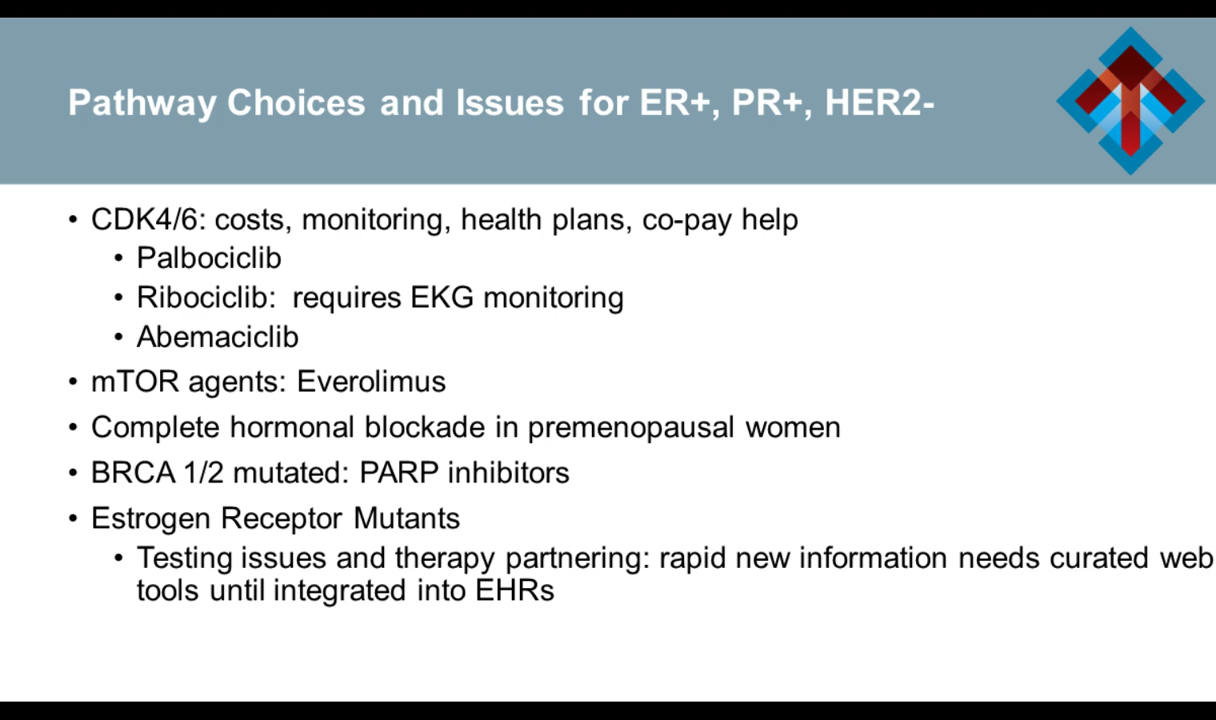 Pathway Choices and Issues for ER+, PR+, HER2-
• CDK4/6: costs, monitoring, health plans, co-pay help
• Palbociclib
• Ribociclib: requires EKG monitoring
• Abemaciclib
• mTOR agents: Everolimus
• Complete hormonal blockade in premenopausal women
• BRCA 1/2 mutated: PARP inhibitors
• Estrogen Receptor Mutants
• Testing issues and therapy partnering: rapid new information needs curated web
tools until integrated into EHRs